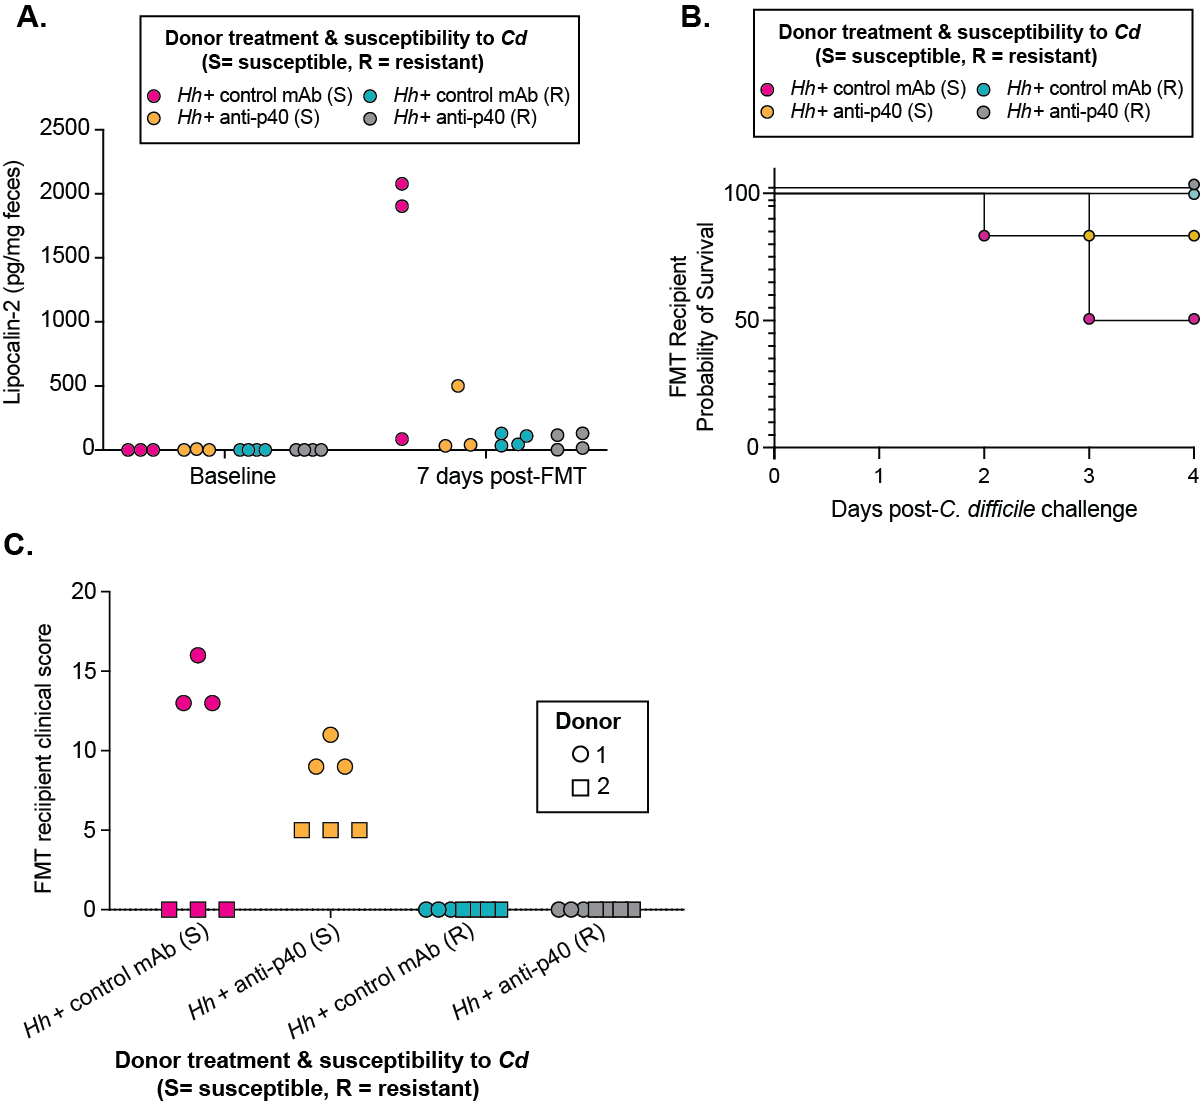 A.
Donor treatment & susceptibility to Cd
(S= susceptible, R = resistant)
Hh+ control mAb (S)
Hh+ control mAb (R)
Hh+ anti-p40 (S)
Hh+ anti-p40 (R)
Lipocalin-2 (pg/mg feces)
2500
2000
1500
1000
500
0
Baseline
7 days post-FMT
B.
Donor treatment & susceptibility to Cd
(S= susceptible, R = resistant)
Hh+ control mAb (S)
Hh+ control mAb (R)
Hh+ anti-p40 (S)
Hh+ anti-p40 (R)
FMT Recipient
Probability of Survival
100
50
0
0
1
2
3
4
Days post-C. difficile challenge
C.
FMT reciipient clinical score
20
15
10
5
0
Donor
1
2
Hh + control mAb (S)
Hh + anti-p40 (S)
Hh + control mAb (R)
Hh + anti-p40 (R)
Donor treatment & susceptibility to Cd
(S= susceptible, R = resistant)